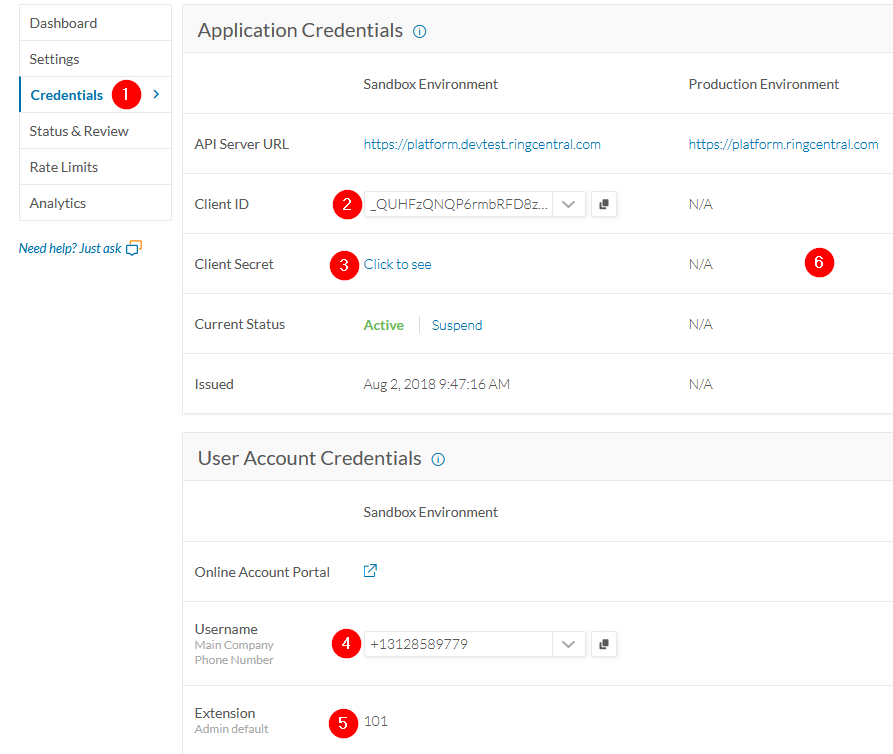 Dashboard
Settings
Credentials 1
Status & Review
Rate Limits
Analytics
Need help? Just ask
Application Credentials
Sandbox Environment Production Environment
API Server URL https://platform.devtest.ringcentral.com https://platform.ringcentral.com
Client ID 2 _QUHFzQNQP6rmbRFD8z... N/A
Client Secret 3 Click to see N/A 6
Current Status Active Suspend N/A
Issued Aug 2, 2018 9:47:16 AM N/A
User Account Credentials
Sandbox Environment
Online Account Portal
Username
Main Company
Phone Number
4 +13128589779
Extension
Admin default
5 101